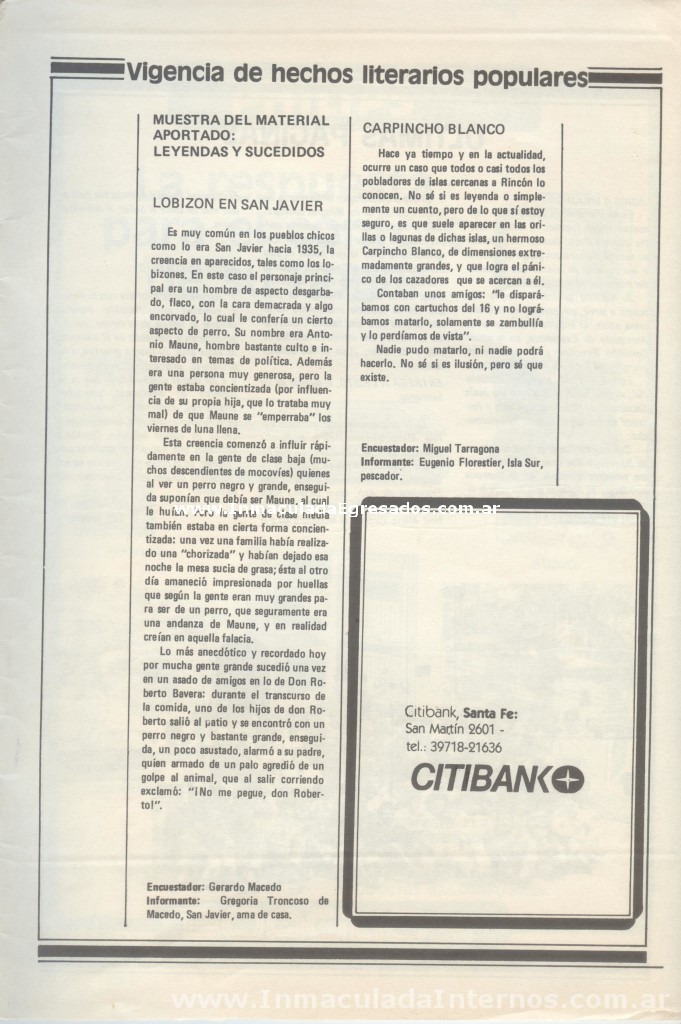 Vigencia de hechos literarios populares
MUESTRA DEL MATERIAL
APORTADO:
LEYENDAS Y SUCEDIDOS
LOBIZON EN SAN JAVIER
Es muy común en los pueblos chicos
como lo era San Javier hacia 1935, la
creencia en aparecidos, tales como los lo-
bizones. En este caso el personaje princi-
pal era un hombre de aspecto desgarba-
do, flaco, con la cara demacrada y algo
encorvado, lo cual le confería un cierto
aspecto de perro. Su nombre era Anto-
nio Maune, hombre bastante culto e in-
teresado en temas de política. Además
era una persona muy generosa, pero la
gente estaba concientizada (por influen-
cia de su propia hija, que lo trataba muy
mal) de que Maune se "emperraba" los
viernes de luna llena.
Esta creencia comenzó a influir rápi-
damente en la gente de clase baja (mu-
chos descendientes de mocovíes) quienes
al ver un perro negro y grande, ensegui-
da suponían que debía ser Maune, al cual
le huían. Pero la gente de clase media
también estaba en cierta forma concien-
tizada: una vez una familia había realiza-
do una "chorizada" y habían dejado esa
noche la mesa sucia de grasa; ésta al otro
día amaneció impresionada por huellas
que según la gente eran muy grandes pa-
ra ser de un perro, que seguramente era
una andanza de Maune, y en realidad
creían en aquella falacia.
Lo más anecdótico y recordado hoy
por mucha gente grande sucedió una vez
en un asado de amigos en lo de Don Ro-
berto Bavera: durante el transcurso de
la comida, uno de los hijos de don Ro-
berto salió al patio y se encontró con un
perro negro y bastante grande, ensegui-
da, un poco asustado, alarmó a su padre,
quien armado de un palo agredió de un
golpe al animal, que al salir corriendo
exclamó: "¡No me pegue, don Rober-
to!".
Encuestador: Gerardo Macedo
Informante: Gregoria Troncoso de
Macedo, San Javier, ama de casa.
CARPINCHO BLANCO
Hace ya tiempo y en la actualidad,
ocurre un caso que todos o casi todos los
pobladores de islas cercanas a Rincón lo
conocen. No sé si es leyenda o simple-
mente un cuento, pero de lo que sí estoy
seguro, es que suele aparecer en las ori-
llas o lagunas de dichas islas, un hermoso
Carpincho Blanco, de dimensiones extre-
madamente grandes, y que logra el páni-
co de los cazadores que se acercan a él.
Contaban unos amigos: "le dispará-
bamos con cartuchos del 16 y no lográ-
bamos matarlo, solamente se zambullía
y lo perdíamos de vista".
Nadie pudo matarlo, ni nadie podrá
hacerlo. No sé si es ilusión, pero sé que
existe.
Encuestador: Miguel Tarragona
Informante: Eugenio Florestier, Isla Sur,
pescador.
Citibank, Santa Fe:
San Martín 2601 -
tel.: 39718-21636
CITIBANK
www.InmaculadaEgresados.com.ar
www.InmaculadaInternos.com.ar